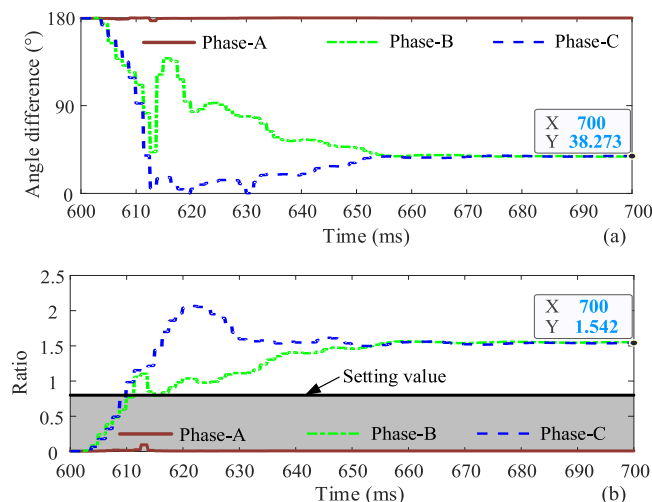 180
90
0
Angle difference (°)
Phase-A
Phase-B
Phase-C
X 700
Y 38.273
600 610 620 630 640 650 660 670 680 690 700
Time (ms)
(a)
2.5
2
1.5
1
0.5
0
Ratio
X 700
Y 1.542
Setting value
Phase-A
Phase-B
Phase-C
600 610 620 630 640 650 660 670 680 690 700
Time (ms)
(b)